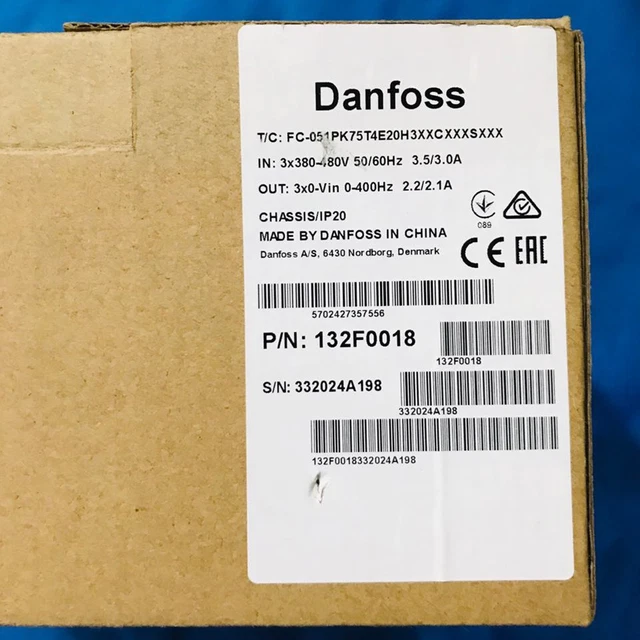 Danfoss
T/C: FC-051PK75T4E20H3XXCXXXSXXX
IN: 3x380-480V 50/60Hz 3.5/3.0A
OUT: 3x0-Vin 0-400Hz 2.2/2.1A
CHASSIS/IP20
089
MADE BY DANFOSS IN CHINA
Danfoss A/S, 6430 Nordborg, Denmark
CE EAC
5702427357556
P/N: 132F0018
132F0018
S/N: 332024A198
332024A198
132F0018332024A198